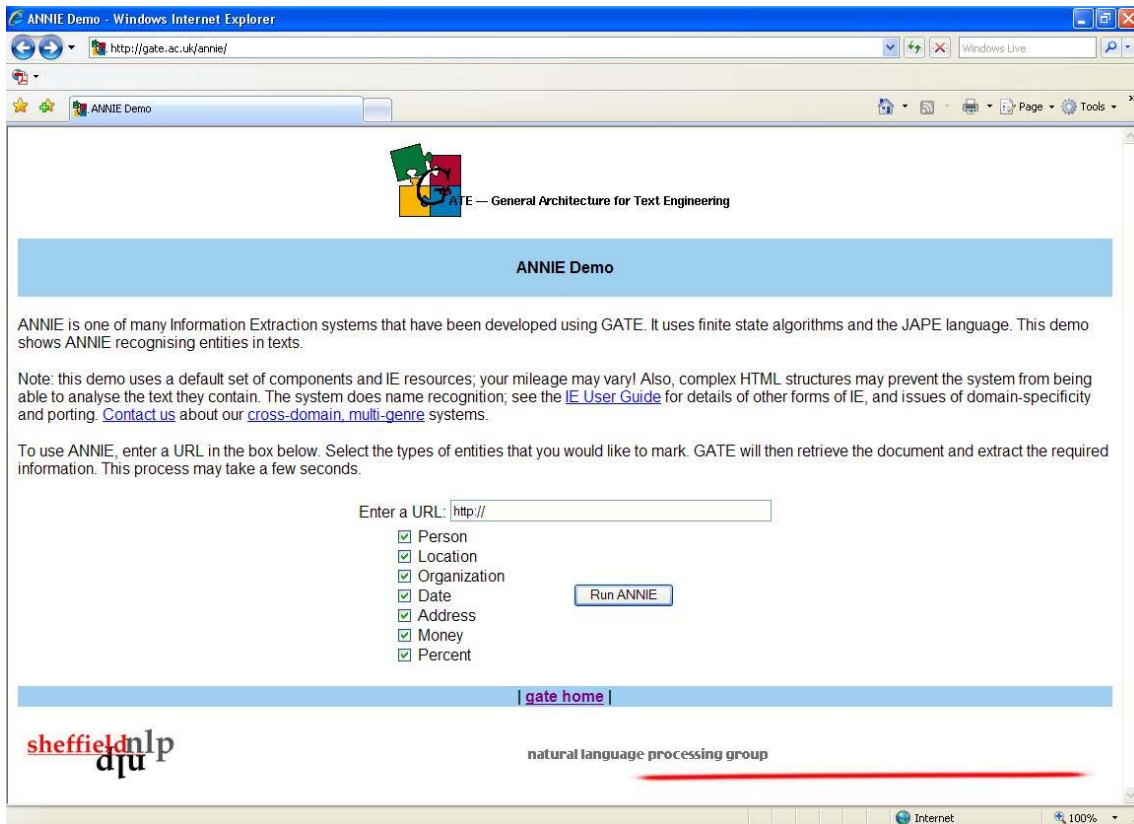 ANNIE Demo - Windows Internet Explorer
http://gate.ac.uk/annie/
Windows Live
ANNIE Demo
Page
Tools
GATE — General Architecture for Text Engineering
ANNIE Demo
ANNIE is one of many Information Extraction systems that have been developed using GATE. It uses finite state algorithms and the JAPE language. This demo
shows ANNIE recognising entities in texts.
Note: this demo uses a default set of components and IE resources; your mileage may vary! Also, complex HTML structures may prevent the system from being
able to analyse the text they contain. The system does name recognition; see the IE User Guide for details of other forms of IE, and issues of domain-specificity
and porting. Contact us about our cross-domain, multi-genre systems.
To use ANNIE, enter a URL in the box below. Select the types of entities that you would like to mark. GATE will then retrieve the document and extract the required
information. This process may take a few seconds.
Enter a URL: http://
Person
Location
Organization
Date
Run ANNIE
Address
Money
Percent
| gate home |
sheffieldnlp
nlp
natural language processing group
Internet
100%